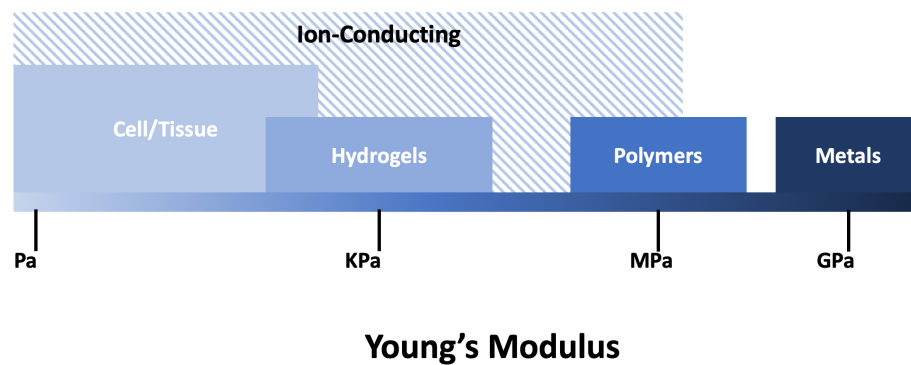 Ion-Conducting
Cell/Tissue
Hydrogels
Polymers
Metals
Pa
KPa
MPa
GPa
Young's Modulus